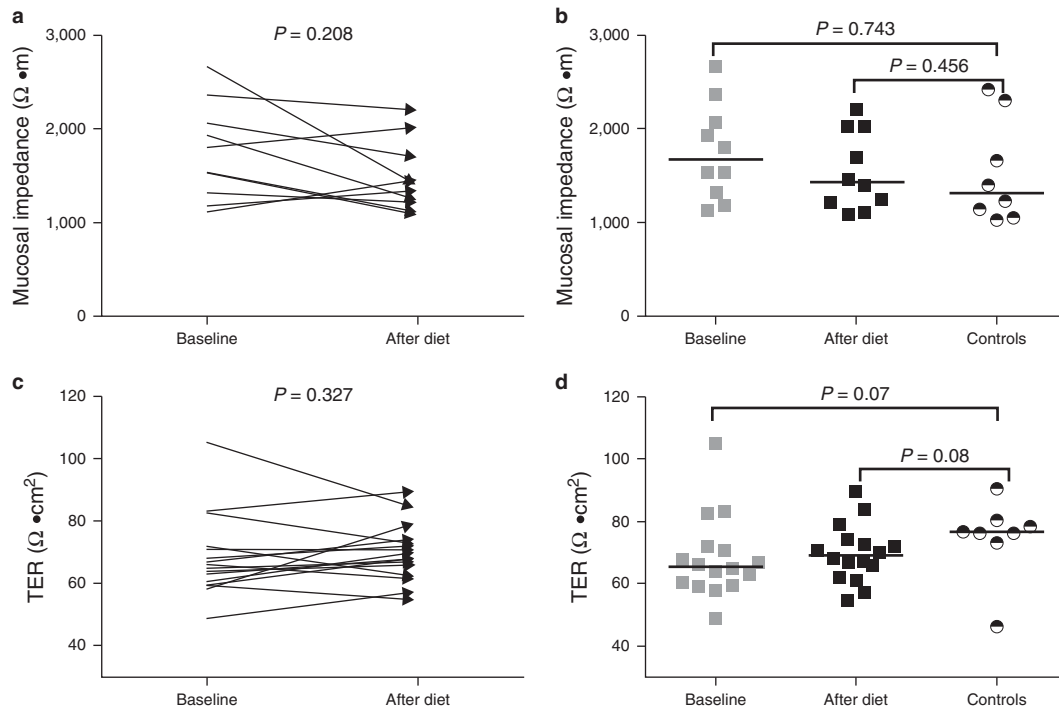 a
P = 0.208
3,000
2,000
1,000
0
Mucosal impedance (Ω •m)
Baseline
After diet
b
P = 0.743
P = 0.456
3,000
2,000
1,000
0
Mucosal impedance (Ω •m)
Baseline
After diet
Controls
c
P = 0.327
120
100
80
60
40
TER (Ω •cm²)
Baseline
After diet
d
P = 0.07
P = 0.08
120
100
80
60
40
TER (Ω •cm²)
Baseline
After diet
Controls